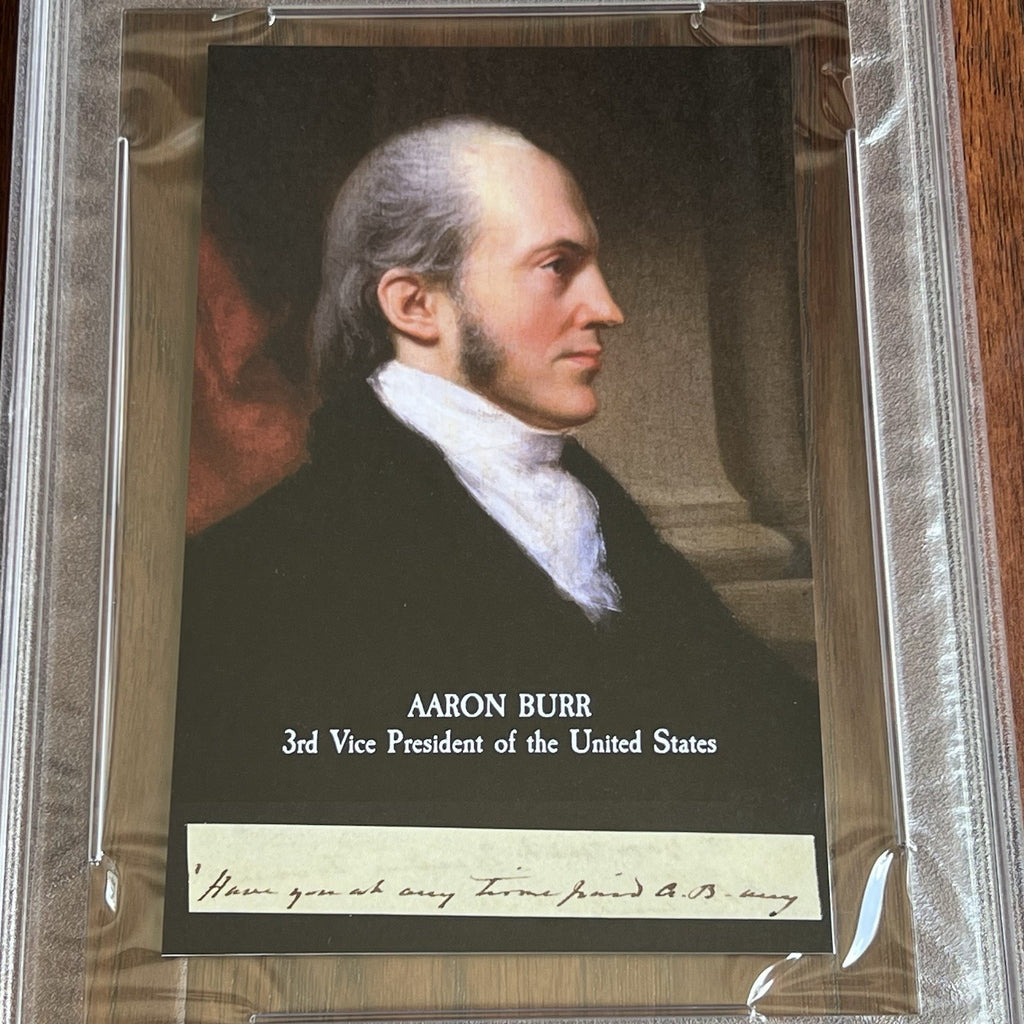 AARON BURR
3rd Vice President of the United States
'Have you at any time paid A. B- any